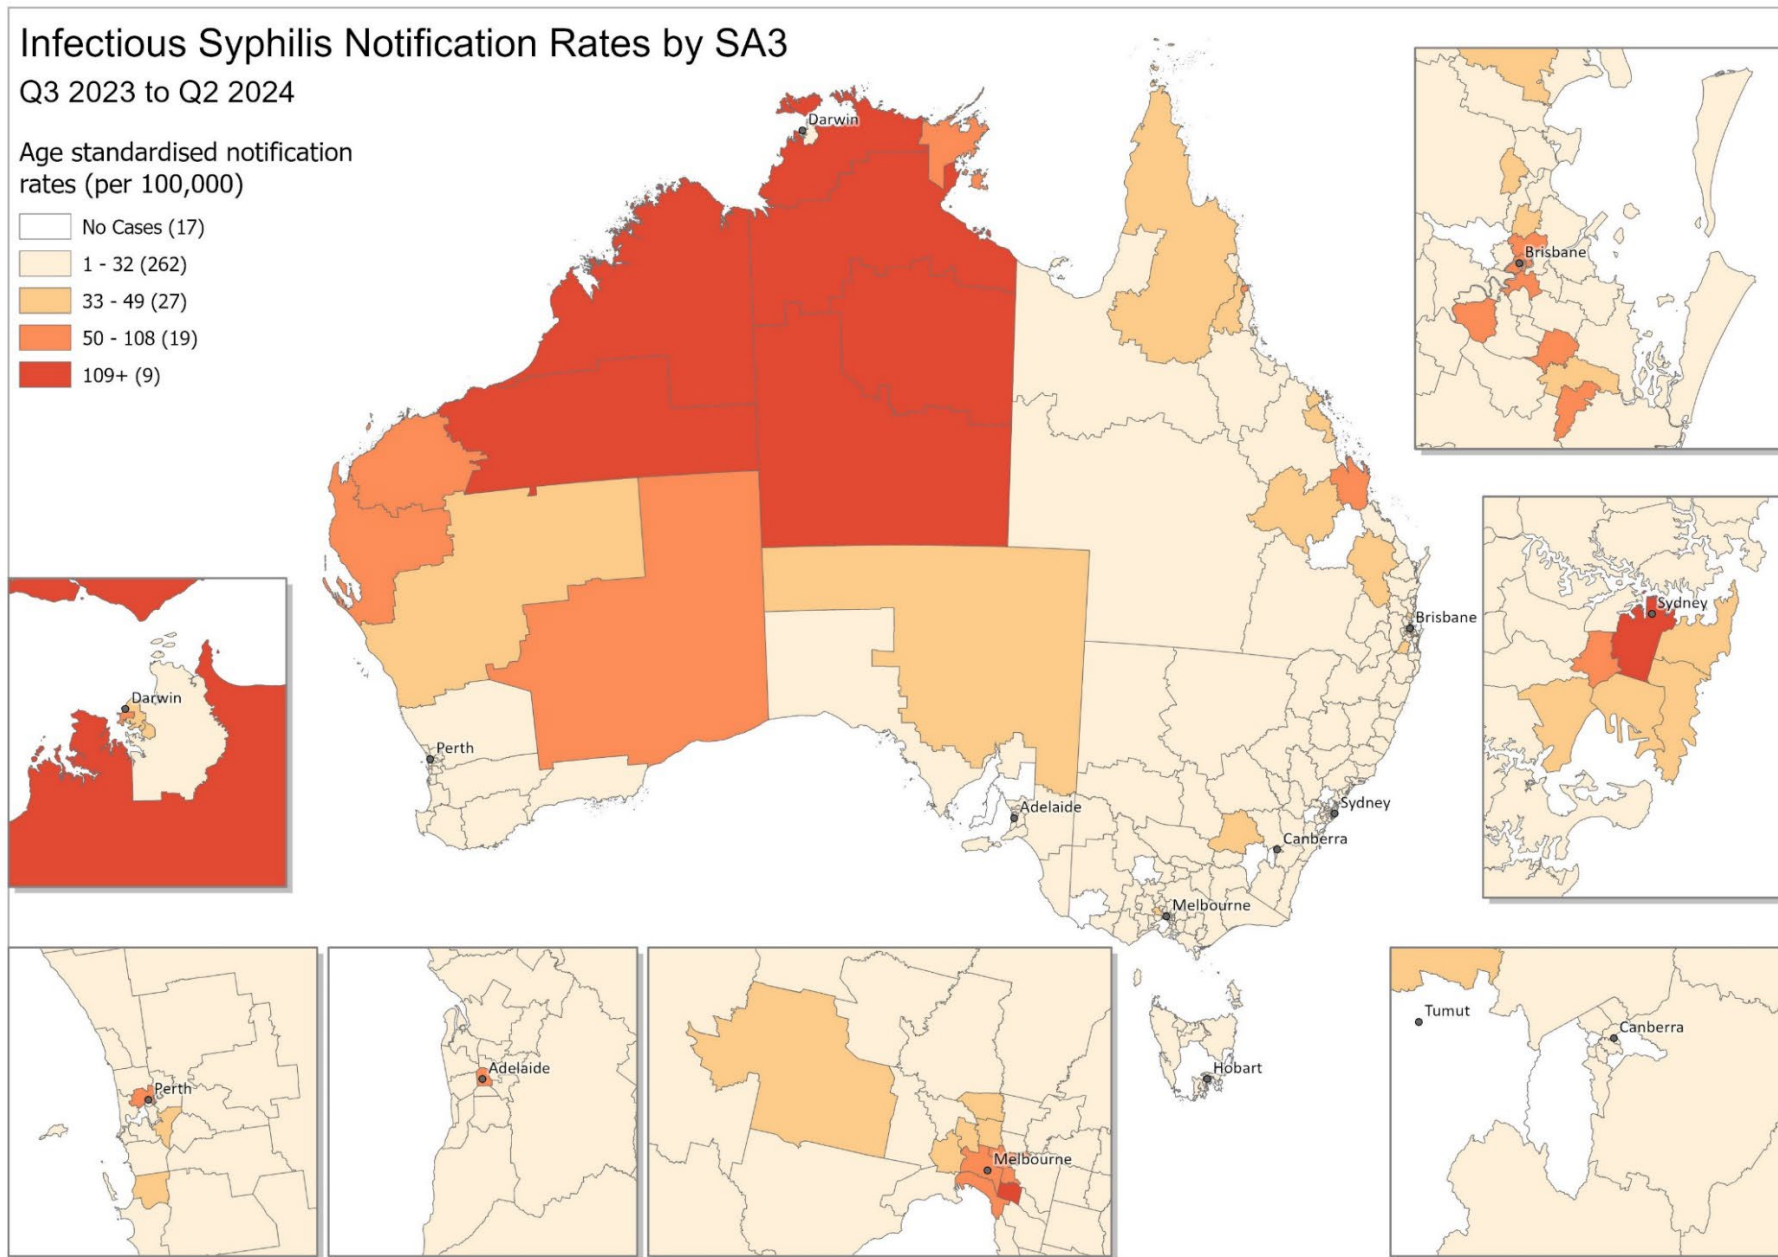 Infectious Syphilis Notification Rates by SA3
Q3 2023 to Q2 2024
Age standardised notification
rates (per 100,000)
No Cases (17)
1 - 32 (262)
33 - 49 (27)
50 - 108 (19)
109+ (9)
Darwin
Brisbane
Perth
Adelaide
Sydney
Canberra
Melbourne
Hobart
Brisbane
Sydney
Darwin
Perth
Adelaide
Melbourne
Tumut
Canberra